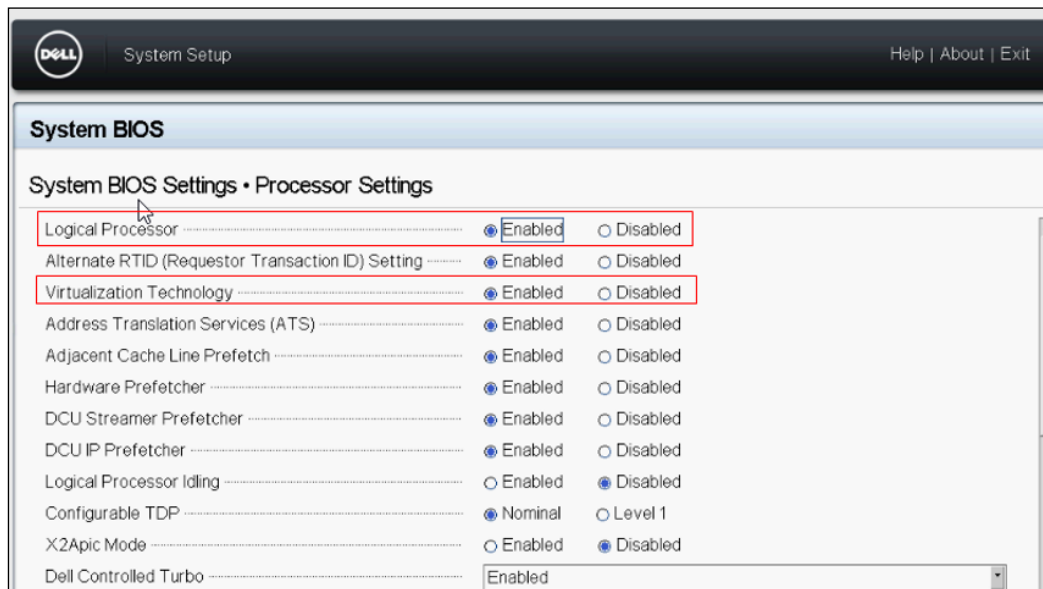 DELL System Setup Help | About | Exit
System BIOS
System BIOS Settings • Processor Settings
Logical Processor Enabled Disabled
Alternate RTID (Requestor Transaction ID) Setting Enabled Disabled
Virtualization Technology Enabled Disabled
Address Translation Services (ATS) Enabled Disabled
Adjacent Cache Line Prefetch Enabled Disabled
Hardware Prefetcher Enabled Disabled
DCU Streamer Prefetcher Enabled Disabled
DCU IP Prefetcher Enabled Disabled
Logical Processor Idling Enabled Disabled
Configurable TDP Nominal Level 1
X2Apic Mode Enabled Disabled
Dell Controlled Turbo Enabled